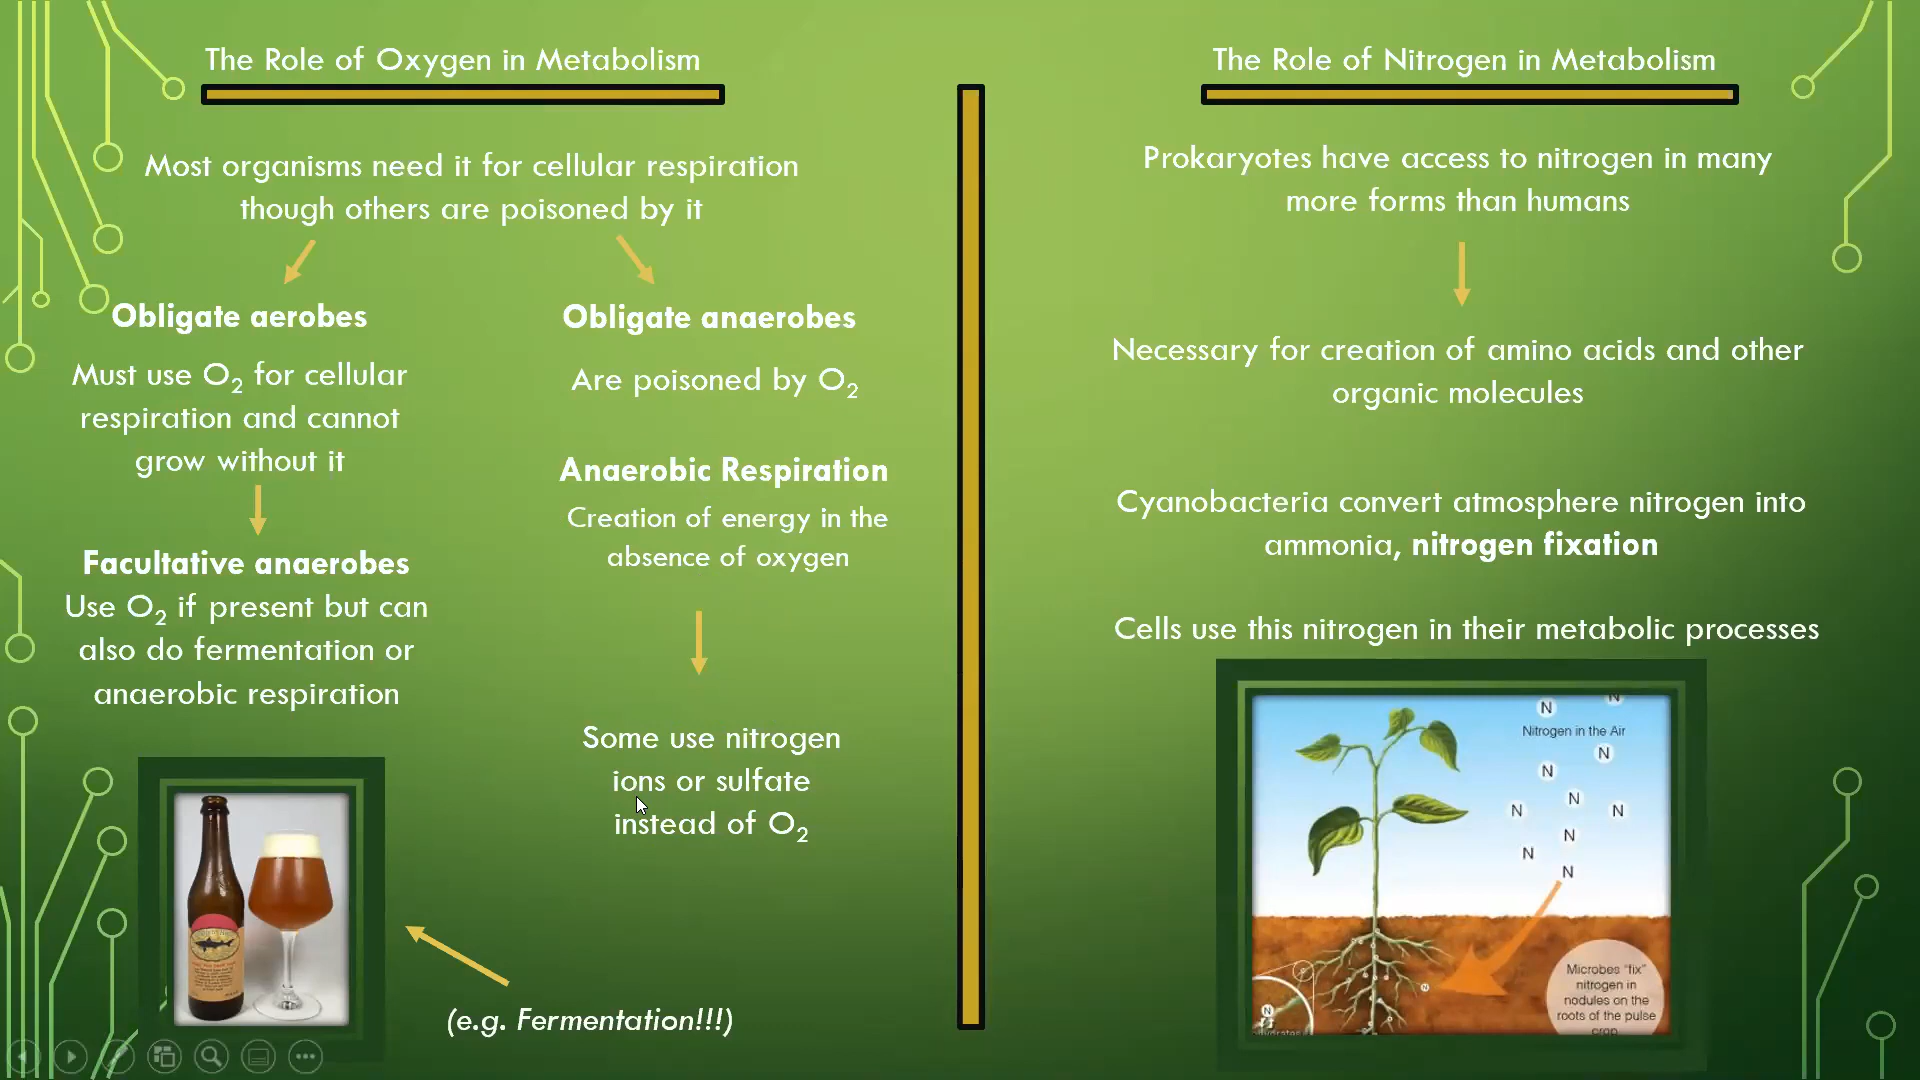 The Role of Oxygen in Metabolism
Most organisms need it for cellular respiration
though others are poisoned by it
Obligate aerobes
Must use O₂ for cellular
respiration and cannot
grow without it
Facultative anaerobes
Use O₂ if present but can
also do fermentation or
anaerobic respiration
Obligate anaerobes
Are poisoned by O₂
Anaerobic Respiration
Creation of energy in the
absence of oxygen
Some use nitrogen
ions or sulfate
instead of O₂
(e.g. Fermentation!!!)
The Role of Nitrogen in Metabolism
Prokaryotes have access to nitrogen in many
more forms than humans
Necessary for creation of amino acids and other
organic molecules
Cyanobacteria convert atmosphere nitrogen into
ammonia, nitrogen fixation
Cells use this nitrogen in their metabolic processes
N
N
Nitrogen in the Air
N
N
N
N
N
N
N
N
Microbes "fix"
nitrogen in
nodules on the
roots of the pulse
crop
N
N